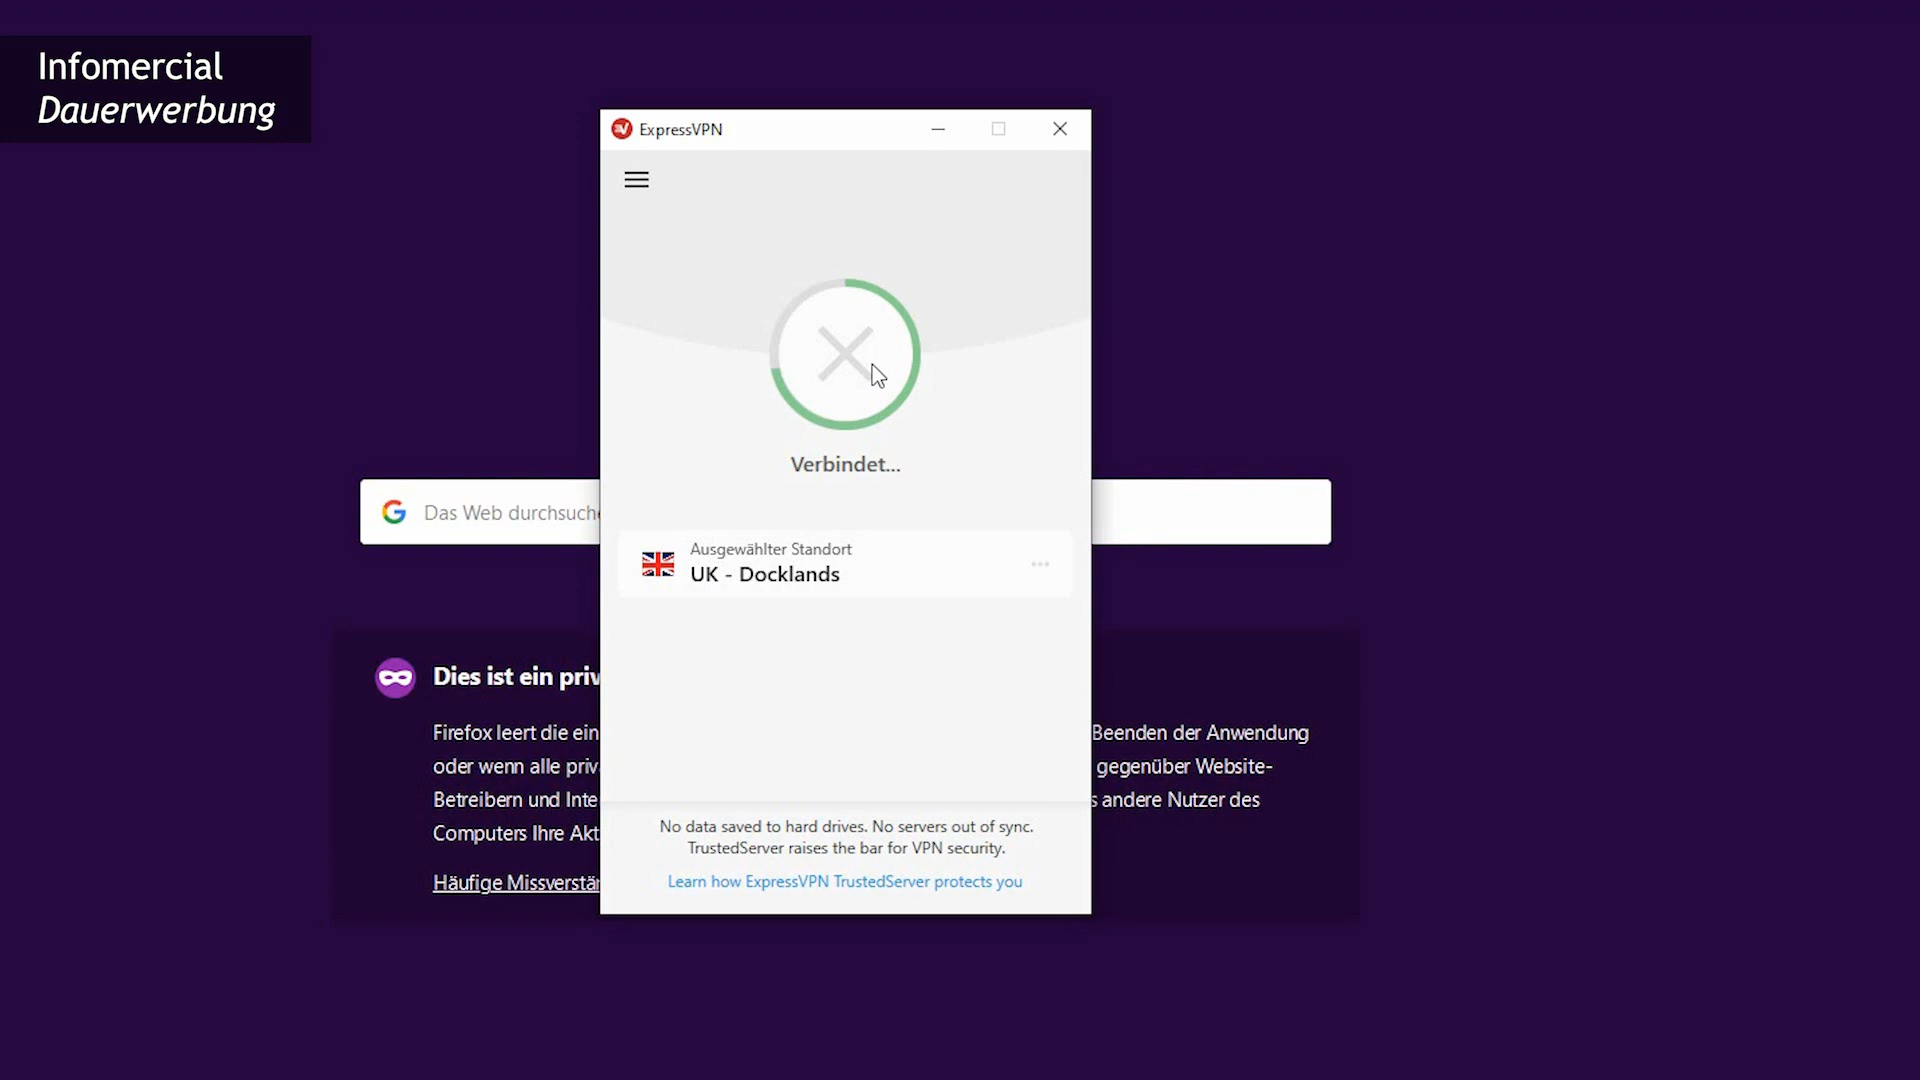 Infomercial
Dauerwerbung
ExpressVPN
Verbindet...
Das Web durchsuche
Ausgewählter Standort
UK - Docklands
Dies ist ein priv
Firefox leert die ein
Beenden der Anwendung
oder wenn alle priv
gegenüber Website-
Betreibern und Inte
s andere Nutzer des
Computers Ihre Akt
Häufige Missverstän
No data saved to hard drives. No servers out of sync.
TrustedServer raises the bar for VPN security.
Learn how ExpressVPN TrustedServer protects you